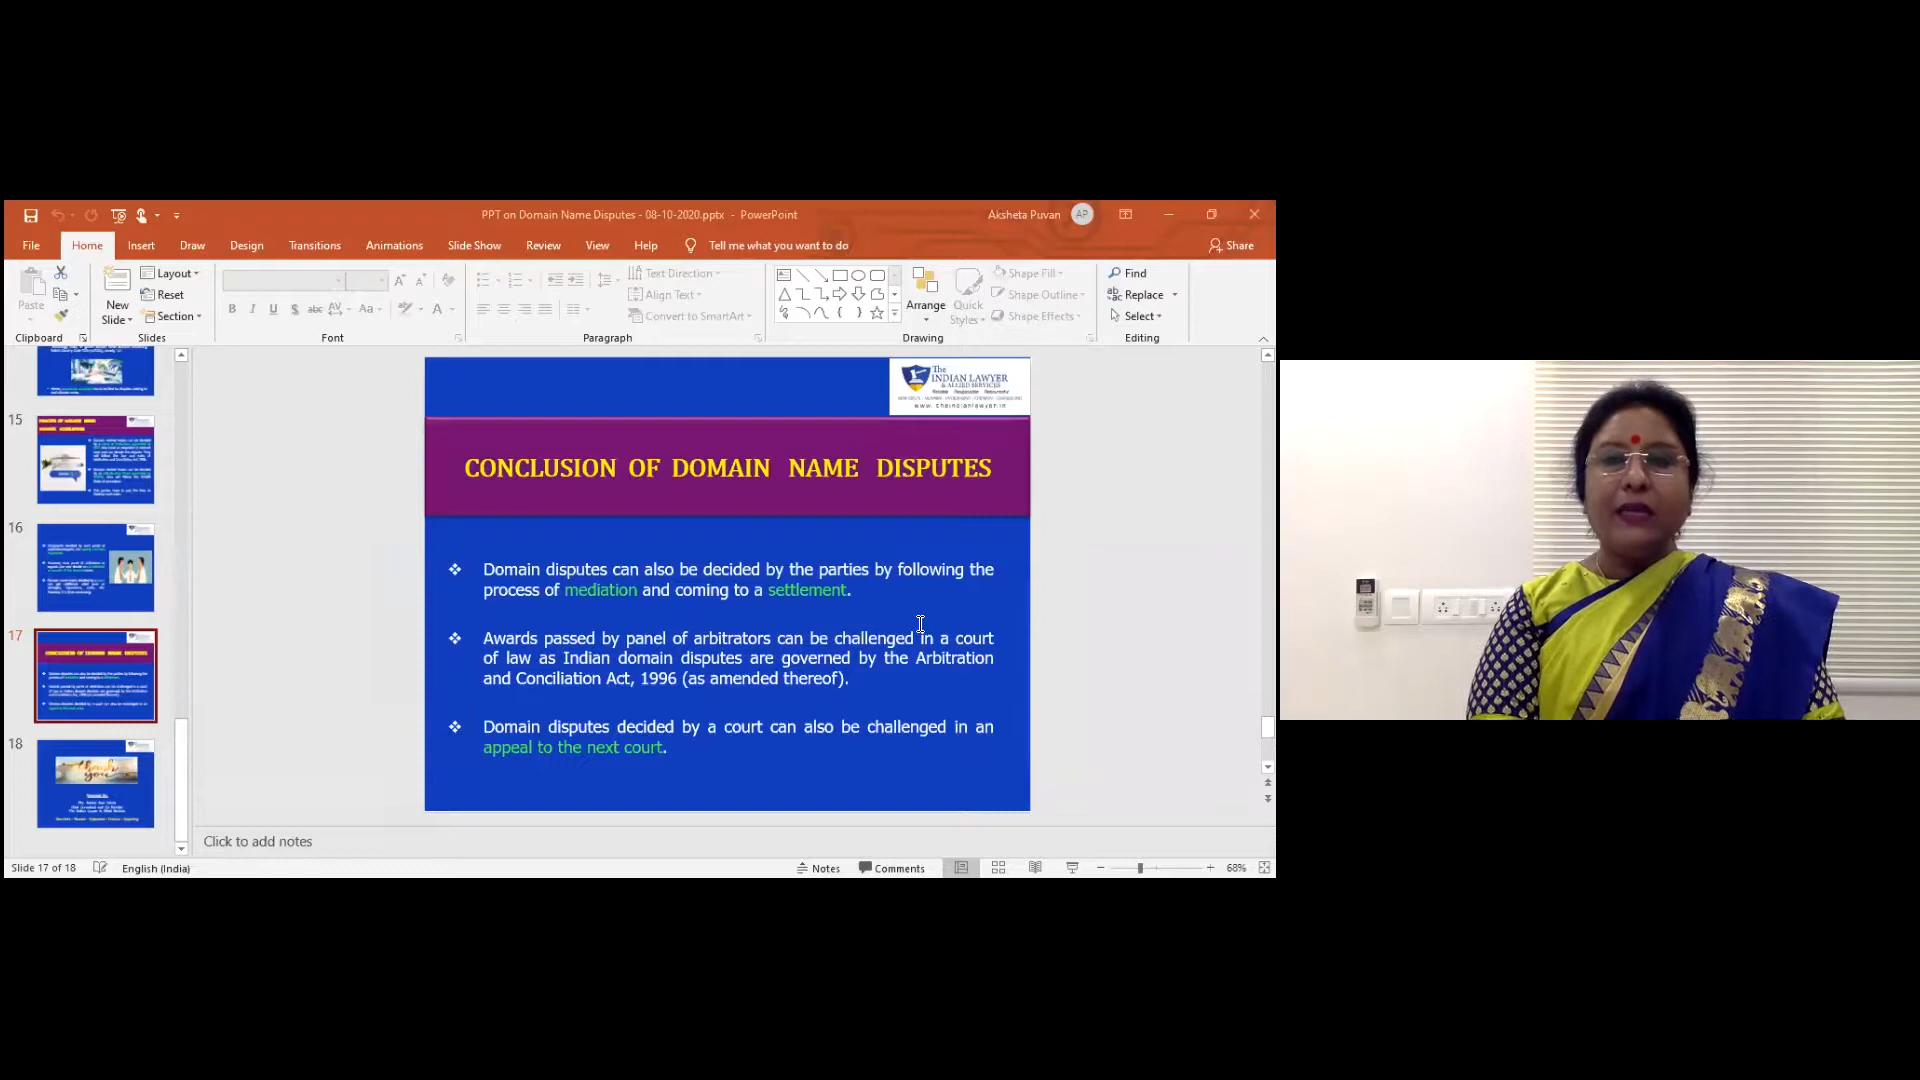 PPT on Domain Name Disputes - 08-10-2020.pptx - PowerPoint
Aksheta Puvan AP
File Home Insert Draw Design Transitions Animations Slide Show Review View Help Tell me what you want to do Share
Paste
Clipboard
New
Slide
Layout
Reset
Section
Slides
B I U S abc AV Aa A
Font
Text Direction
Align Text
Convert to SmartArt
Paragraph
Arrange
Quick
Styles
Shape Fill
Shape Outline
Shape Effects
Drawing
Find
Replace
Select
Editing
15
16
17
18
The
INDIAN LAWYER
& ALLIED SERVICES
www.theindianlawyer.in
CONCLUSION OF DOMAIN NAME DISPUTES
❖ Domain disputes can also be decided by the parties by following the
process of mediation and coming to a settlement.
❖ Awards passed by panel of arbitrators can be challenged in a court
of law as Indian domain disputes are governed by the Arbitration
and Conciliation Act, 1996 (as amended thereof).
❖ Domain disputes decided by a court can also be challenged in an
appeal to the next court.
Click to add notes
Slide 17 of 18 English (India) Notes Comments 68%